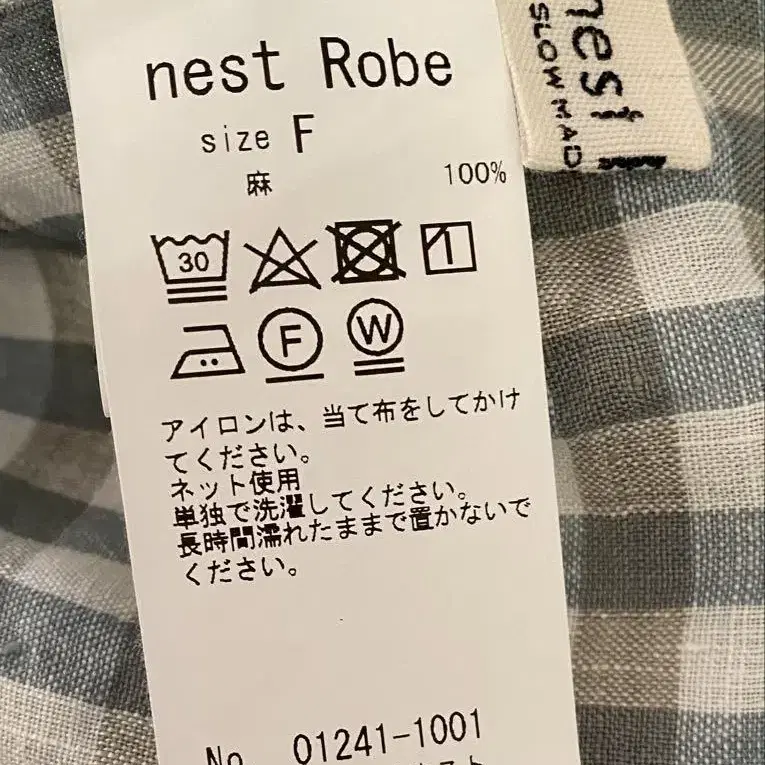 nest Robe
size F
麻 100%
30
F W
アイロンは、当て布をしてかけ
てください。
ネット使用
単独で洗濯してください。
長時間濡れたままで置かないで
ください。
No. 01241-1001
nest
SLOW MAD